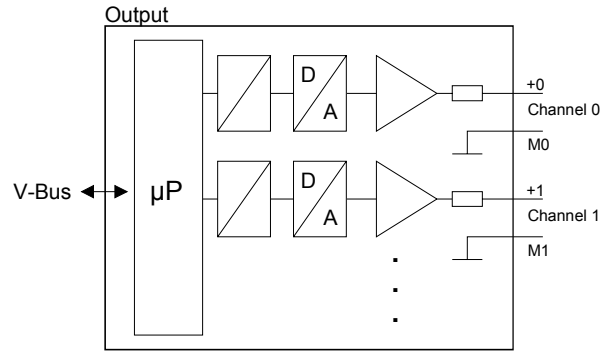 Output
D
A
+0
Channel 0
M0
V-Bus
µP
D
A
+1
Channel 1
M1